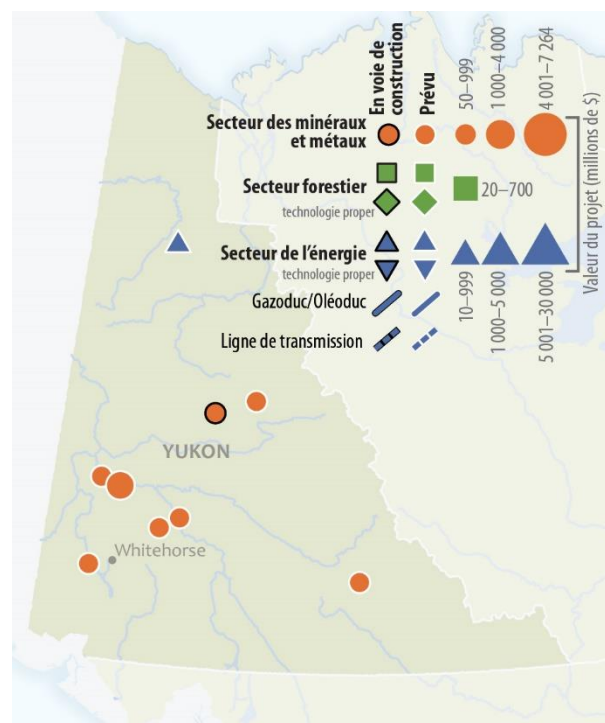 En voie de
construction
Prévu
50–999
1 000–4 000
4 001–7 264
Secteur des minéraux
et métaux
Secteur forestier
technologie proper
20–700
Secteur de l'énergie
technologie proper
Gazoduc/Oléoduc
Ligne de transmission
10–999
1 000–5 000
5 001–30 000
Valeur du projet (millions de $)
YUKON
Whitehorse